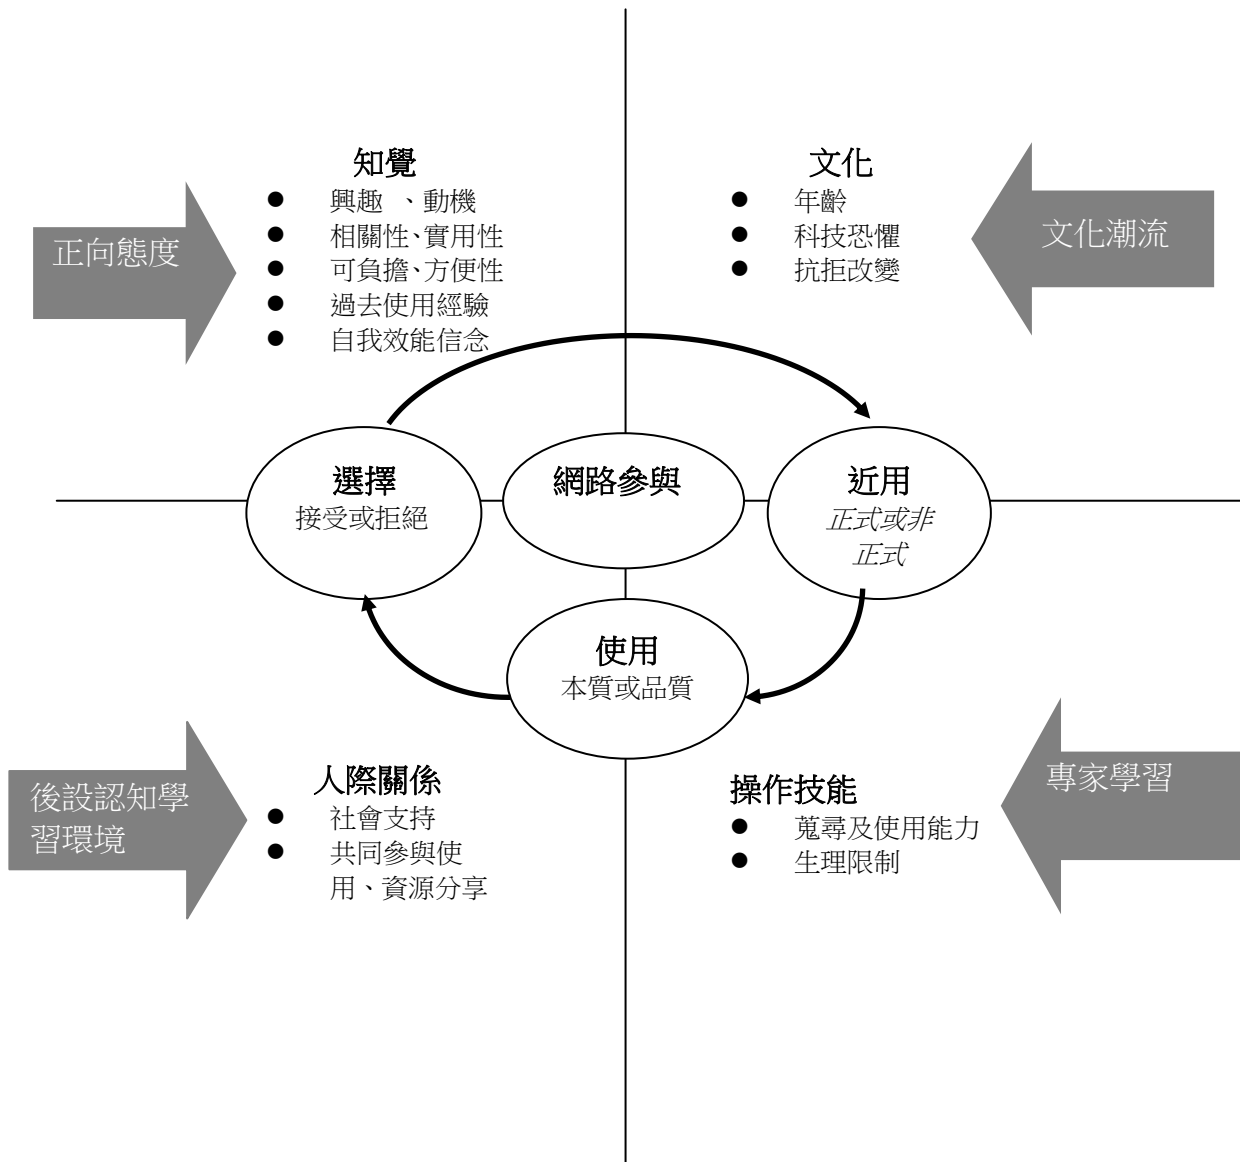 知覺
● 興趣 、動機
● 相關性、實用性
● 可負擔、方便性
● 過去使用經驗
● 自我效能信念
正向態度
文化
● 年齡
● 科技恐懼
● 抗拒改變
文化潮流
選擇
接受或拒絕
網路參與
近用
正式或非
正式
使用
本質或品質
後設認知學
習環境
人際關係
● 社會支持
● 共同參與使
用、資源分享
操作技能
● 蒐尋及使用能力
● 生理限制
專家學習